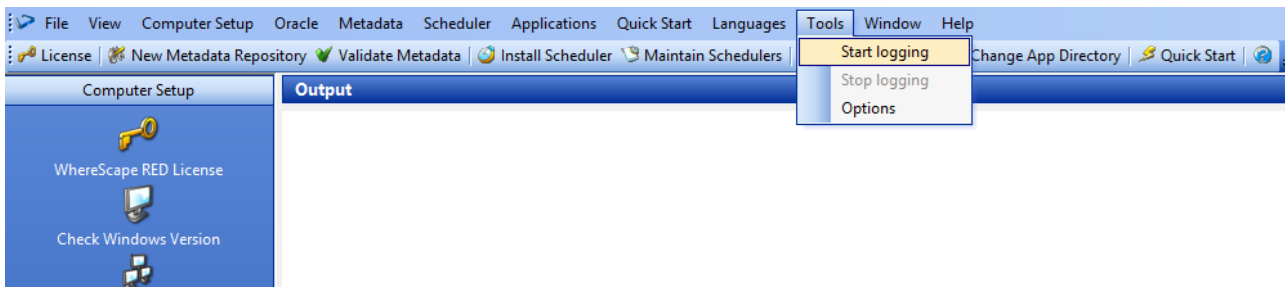 File View Computer Setup Oracle Metadata Scheduler Applications Quick Start Languages Tools Window Help
License New Metadata Repository Validate Metadata Install Scheduler Maintain Schedulers Change App Directory Quick Start
Start logging
Stop logging
Options
Computer Setup
Output
WhereScape RED License
Check Windows Version